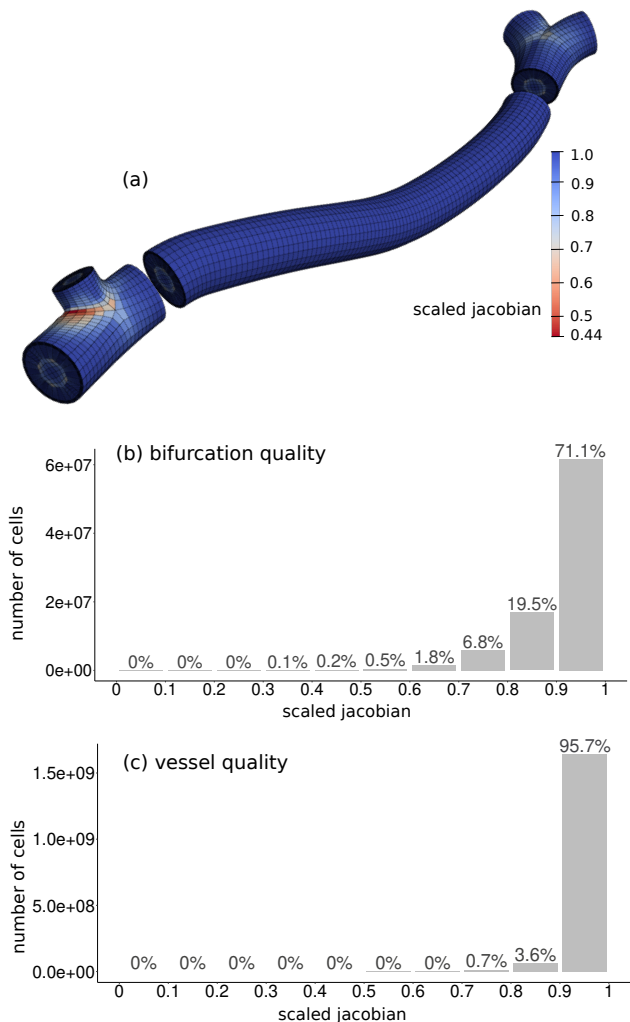 (a)
1.0
0.9
0.8
0.7
0.6
scaled jacobian
0.5
0.44
(b) bifurcation quality
number of cells
6e+07
4e+07
2e+07
0e+00
0% 0% 0% 0.1% 0.2% 0.5% 1.8% 6.8% 19.5% 71.1%
0 0.1 0.2 0.3 0.4 0.5 0.6 0.7 0.8 0.9 1
scaled jacobian
(c) vessel quality
number of cells
1.5e+09
1.0e+09
5.0e+08
0.0e+00
0% 0% 0% 0% 0% 0% 0% 0.7% 3.6% 95.7%
0 0.1 0.2 0.3 0.4 0.5 0.6 0.7 0.8 0.9 1
scaled jacobian